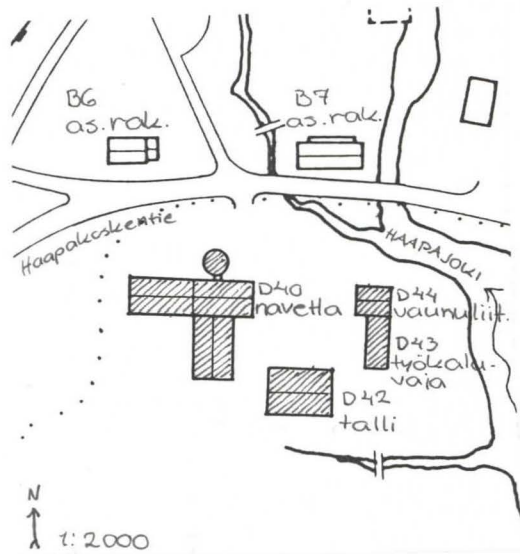 B6
as.rak.
B7
as.rak.
Haapakoskentie
HAAPAJOKI
D40
navetta
D44
vaunuliit.
D43
työkalu-
vaja
D42
talli
N
1:2000